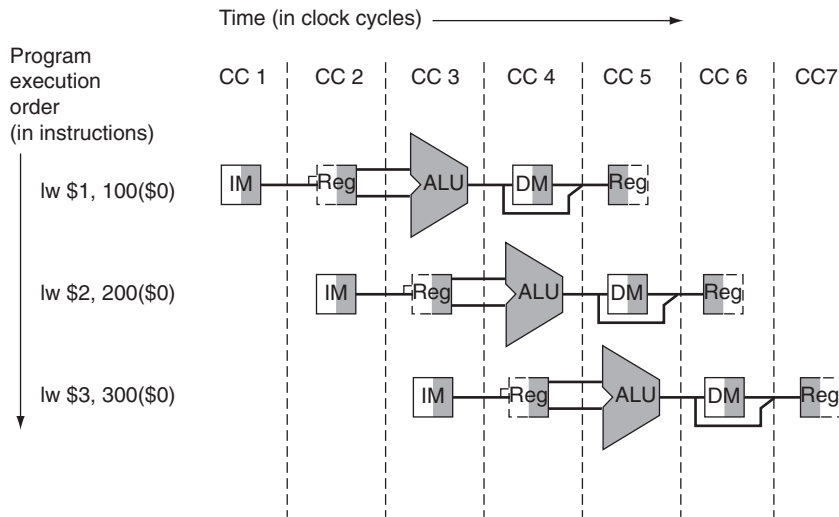 Time (in clock cycles)
Program
execution
order
(in instructions)
CC 1 CC 2 CC 3 CC 4 CC 5 CC 6 CC7
lw $1, 100($0) IM Reg ALU DM Reg
lw $2, 200($0) IM Reg ALU DM Reg
lw $3, 300($0) IM Reg ALU DM Reg